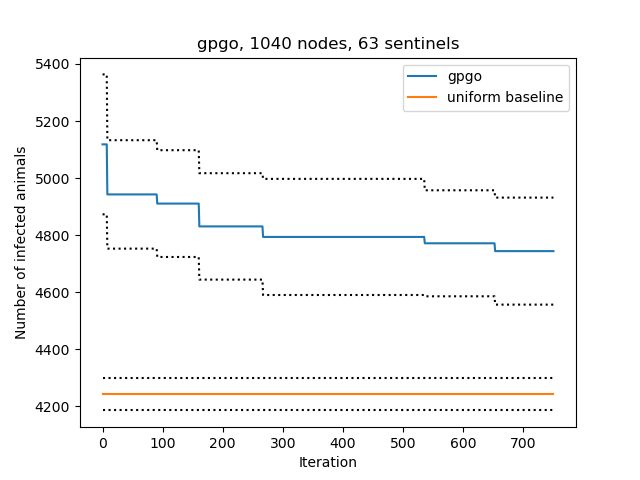 gpgo, 1040 nodes, 63 sentinels
gpgo
uniform baseline
Number of infected animals
5400
5200
5000
4800
4600
4400
4200
0 100 200 300 400 500 600 700
Iteration